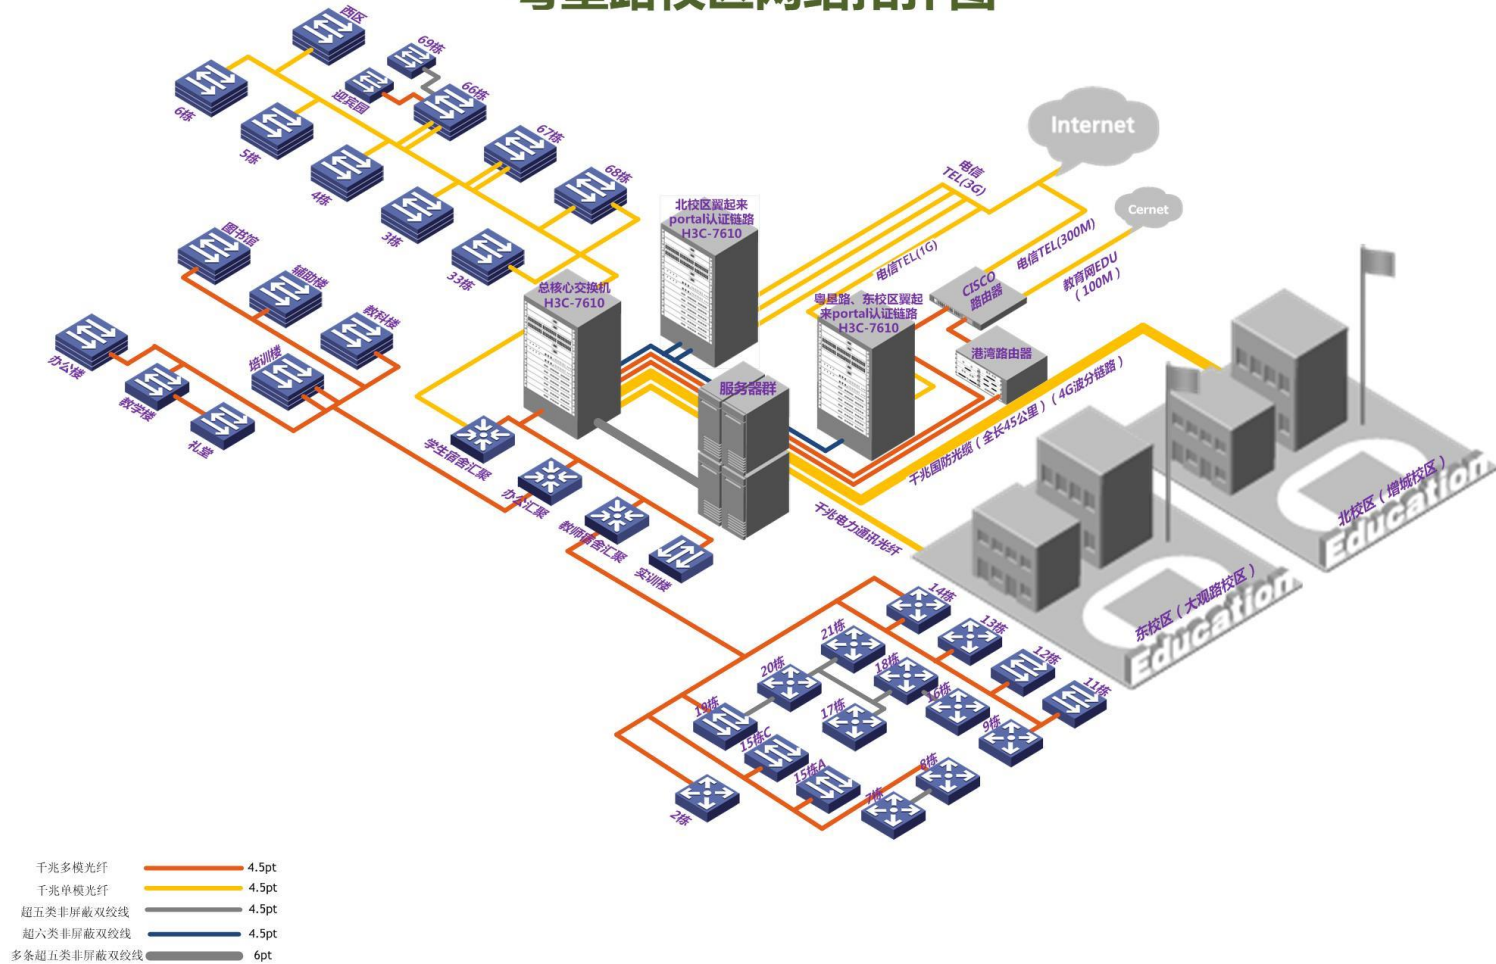 粤垦路校区网络拓扑图
西区
69栋
6栋
迎宾园
66栋
5栋
67栋
4栋
68栋
3栋
33栋
Internet
Cernet
电信
TEL(3G)
电信TEL(1G)
电信TEL(300M)
教育网EDU
(100M)
北校区翼起来
portal认证链路
H3C-7610
总核心交换机
H3C-7610
粤垦路、东校区翼起
来portal认证链路
H3C-7610
CISCO
路由器
港湾路由器
服务器群
图书馆
辅助楼
教科楼
办公楼
培训楼
教学楼
礼堂
学生宿舍汇聚
办公汇聚
教师宿舍汇聚
实训楼
千兆国防光缆(全长45公里)(4G波分链路)
千兆电力通讯光纤
北校区(增城校区)
Education
东校区(大观路校区)
Education
14栋
13栋
12栋
11栋
21栋
20栋
18栋
19栋
17栋
16栋
9栋
15栋C
15栋A
8栋
7栋
2栋
千兆多模光纤 4.5pt
千兆单模光纤 4.5pt
超五类非屏蔽双绞线 4.5pt
超六类非屏蔽双绞线 4.5pt
多条超五类非屏蔽双绞线 6pt